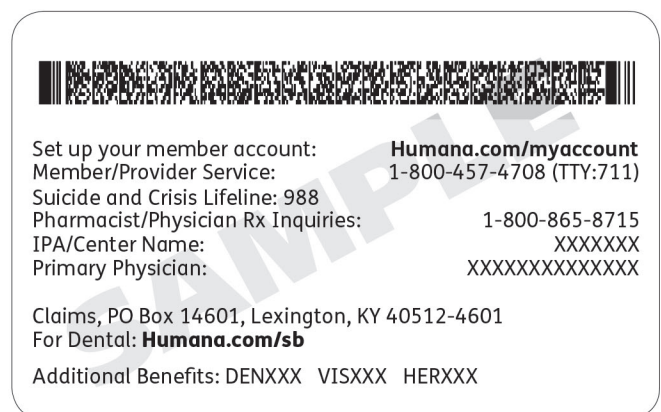 Set up your member account: Humana.com/myaccount
Member/Provider Service: 1-800-457-4708 (TTY:711)
Suicide and Crisis Lifeline: 988
Pharmacist/Physician Rx Inquiries: 1-800-865-8715
IPA/Center Name: XXXXXXX
Primary Physician: XXXXXXXXXXXXXX
Claims, PO Box 14601, Lexington, KY 40512-4601
For Dental: Humana.com/sb
Additional Benefits: DENXXX VISXXX HERXXX
SAMPLE